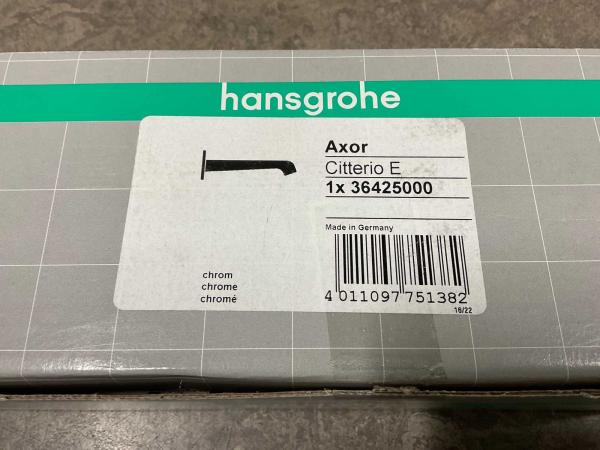 hansgrohe
Axor
Citterio E
1x 36425000
Made in Germany
chrom
chrome
chromé
4 011097 751382
16/22